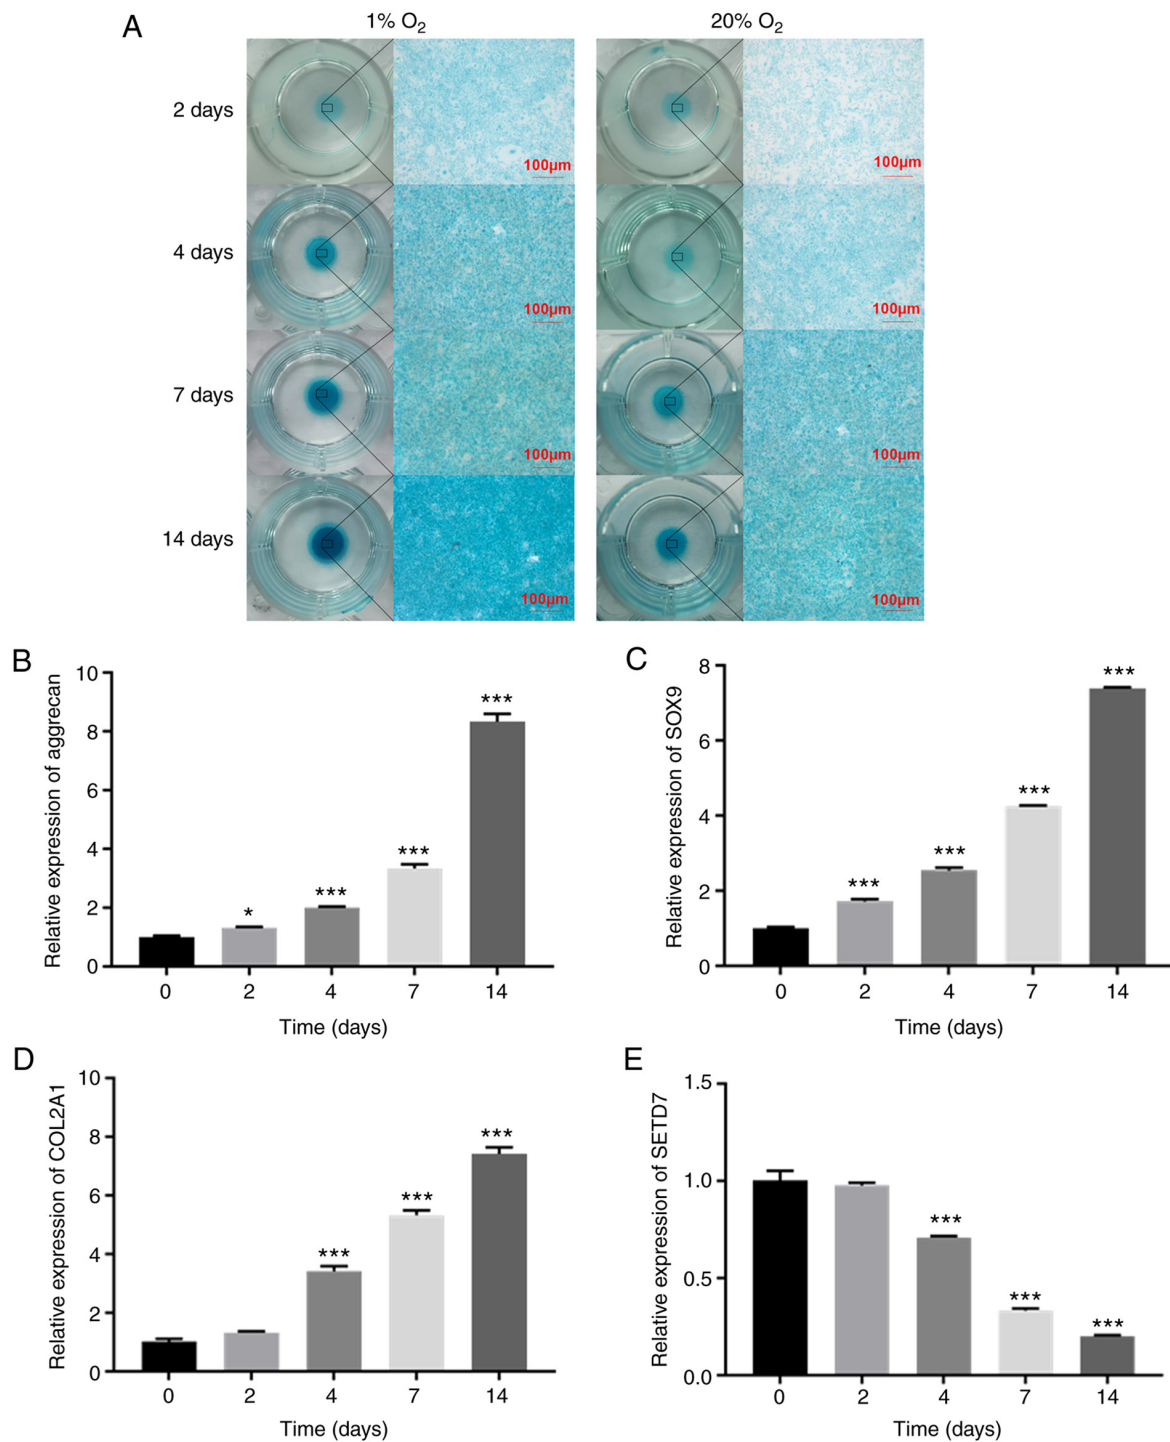 A
1% O₂
20% O₂
2 days
100µm
100µm
4 days
100µm
100µm
7 days
100µm
100µm
14 days
100µm
100µm
B
Relative expression of aggrecan
10
8
6
4
2
0
*
***
***
***
0 2 4 7 14
Time (days)
C
Relative expression of SOX9
8
6
4
2
0
***
***
***
***
0 2 4 7 14
Time (days)
D
Relative expression of COL2A1
10
8
6
4
2
0
***
***
***
0 2 4 7 14
Time (days)
E
Relative expression of SETD7
1.5
1.0
0.5
0.0
***
***
***
0 2 4 7 14
Time (days)